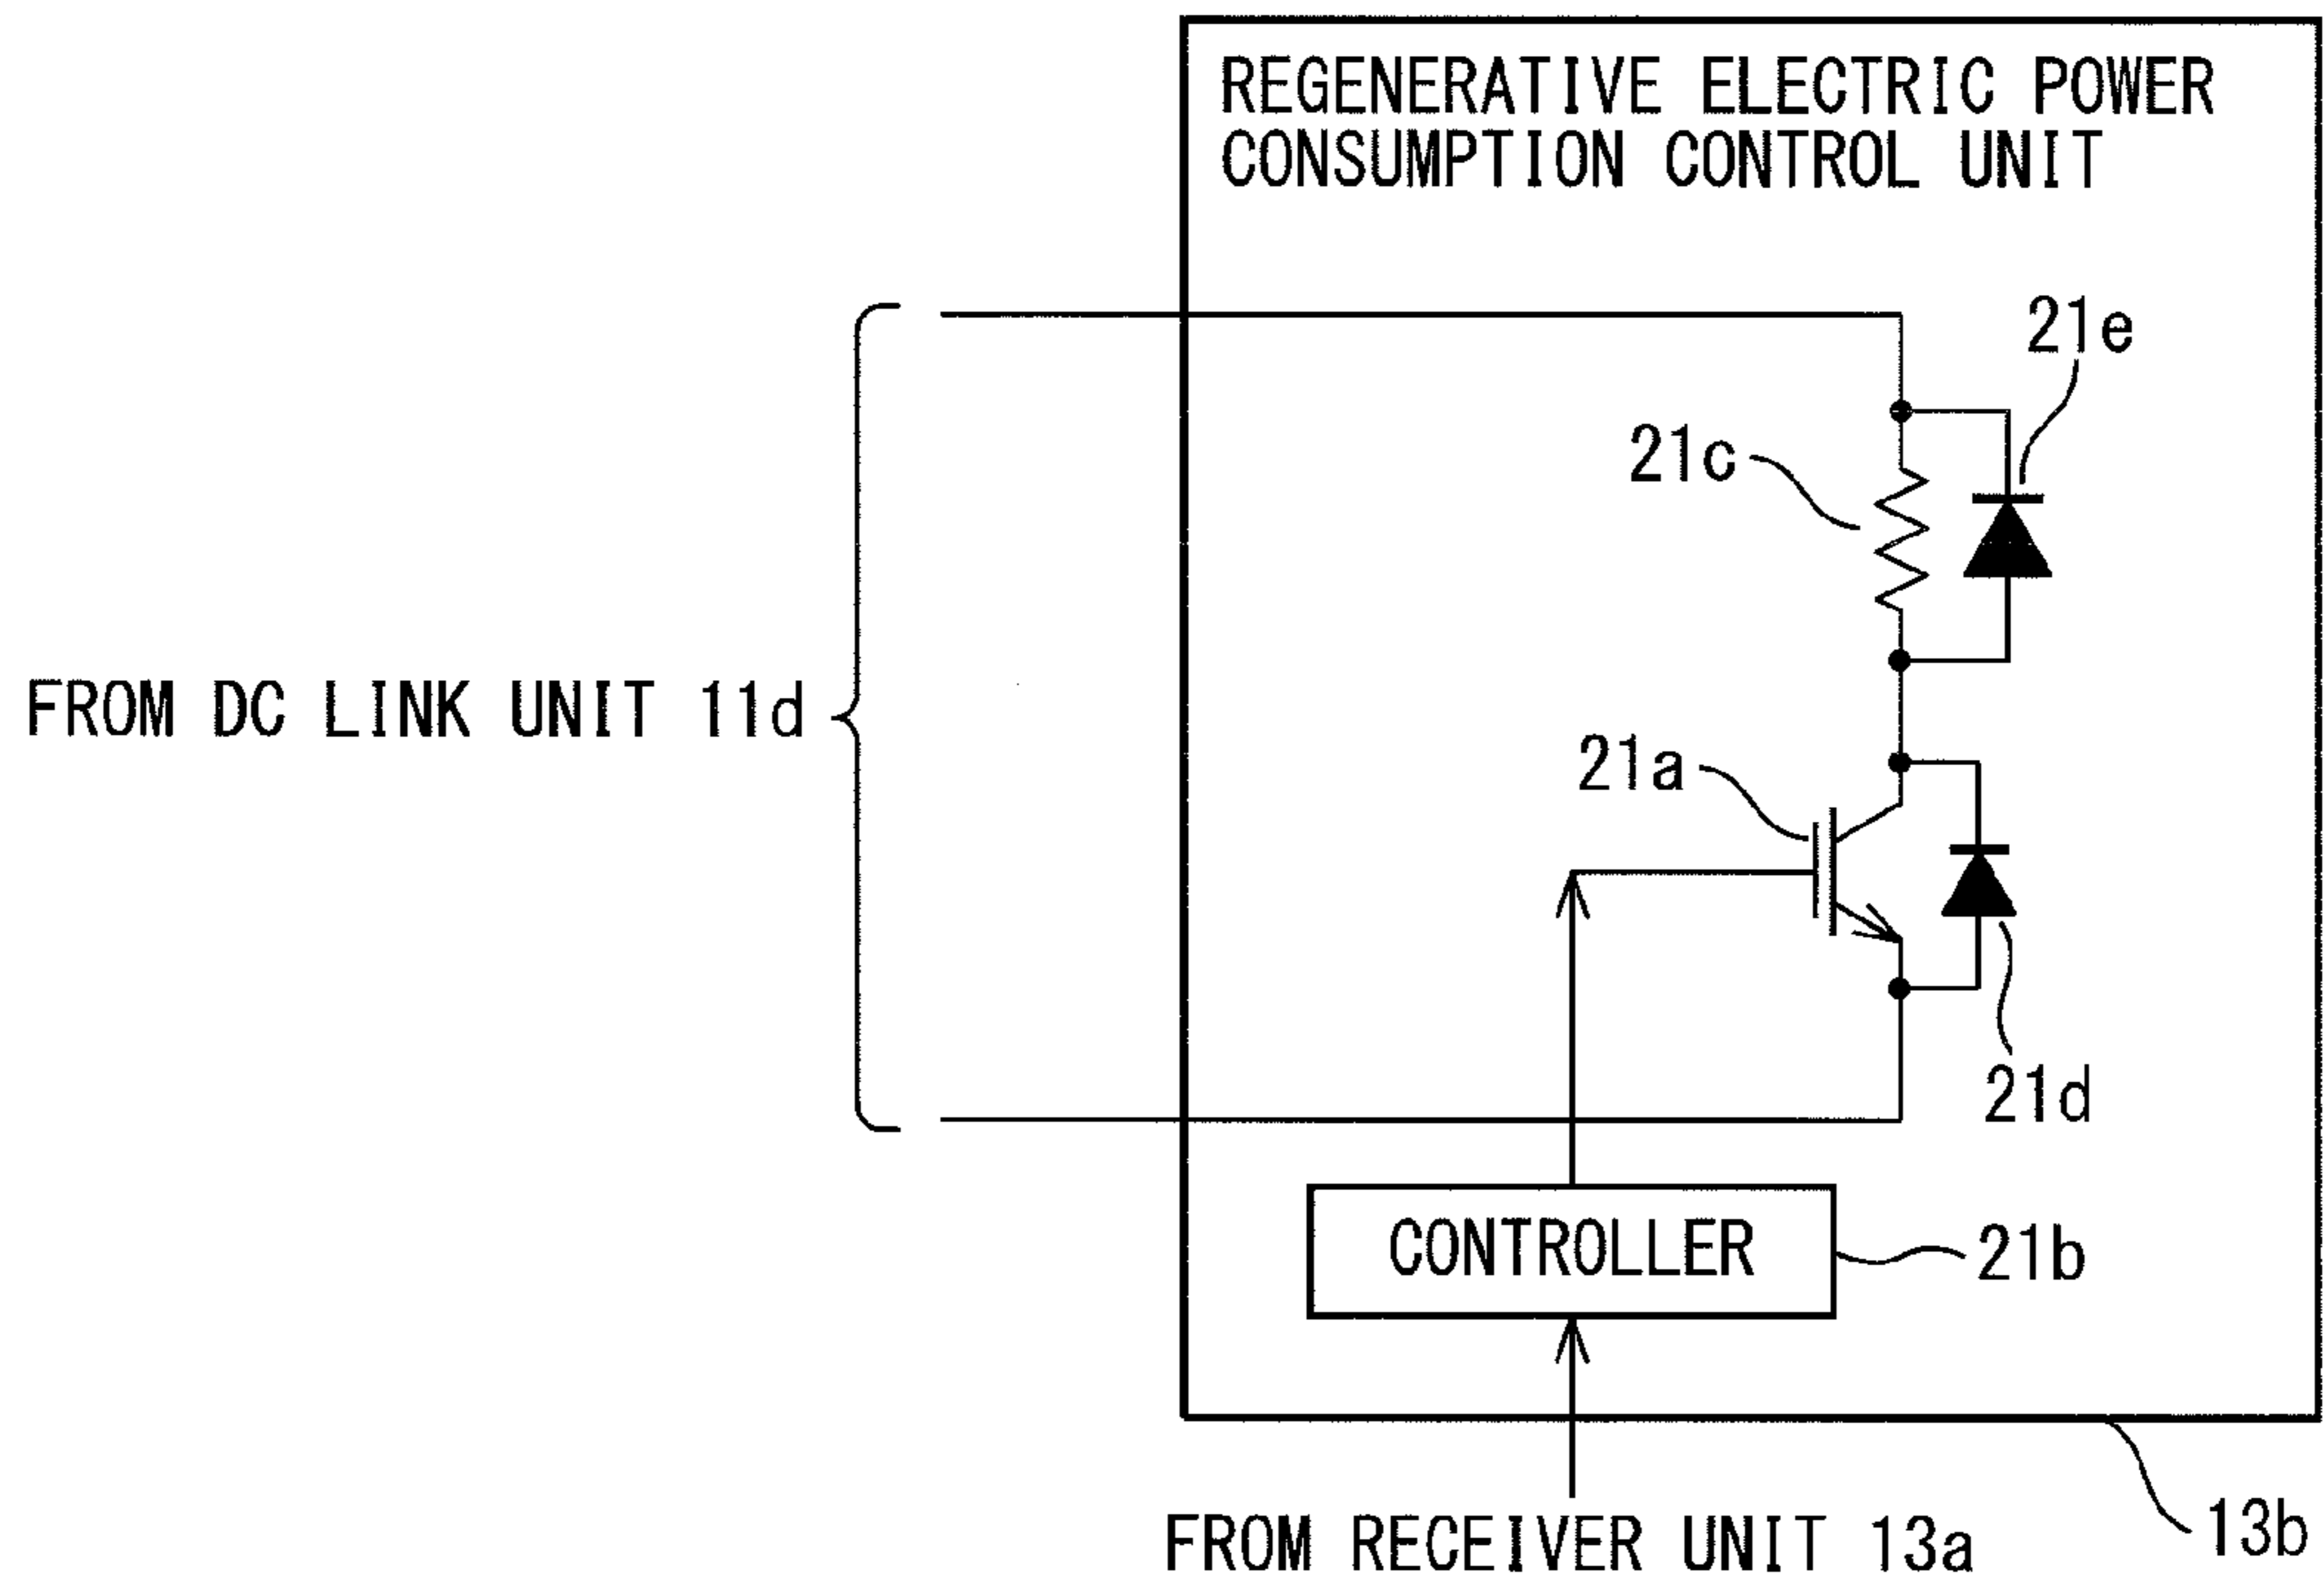 REGENERATIVE ELECTRIC POWER
CONSUMPTION CONTROL UNIT
21e
21c
FROM DC LINK UNIT 11d
21a
21d
CONTROLLER
21b
13b
FROM RECEIVER UNIT 13a